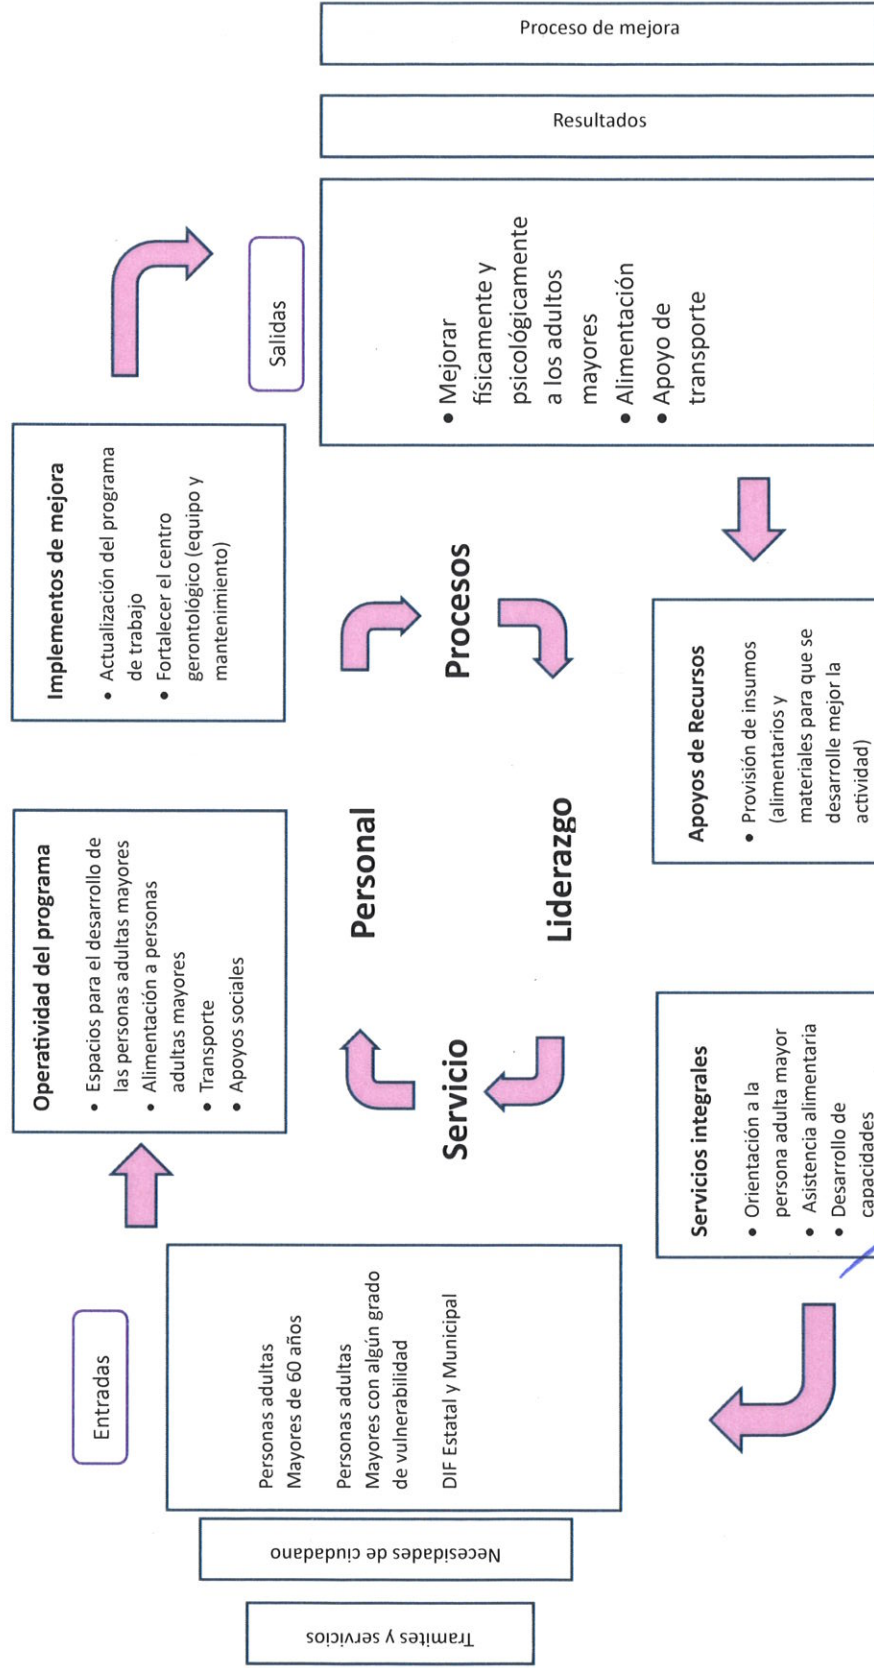 Tramites y servicios
Necesidades de ciudadano
Entradas
Personas adultas
Mayores de 60 años
Personas adultas
Mayores con algún grado
de vulnerabilidad
DIF Estatal y Municipal
Operatividad del programa
• Espacios para el desarrollo de
las personas adultas mayores
• Alimentación a personas
adultas mayores
• Transporte
• Apoyos sociales
Implementos de mejora
• Actualización del programa
de trabajo
• Fortalecer el centro
gerontológico (equipo y
mantenimiento)
Servicio
Personal
Procesos
Liderazgo
Salidas
• Mejorar
físicamente y
psicológicamente
a los adultos
mayores
• Alimentación
• Apoyo de
transporte
Resultados
Proceso de mejora
Servicios integrales
• Orientación a la
persona adulta mayor
• Asistencia alimentaria
• Desarrollo de
capacidades
Apoyos de Recursos
• Provisión de insumos
(alimentarios y
materiales para que se
desarrolle mejor la
actividad)